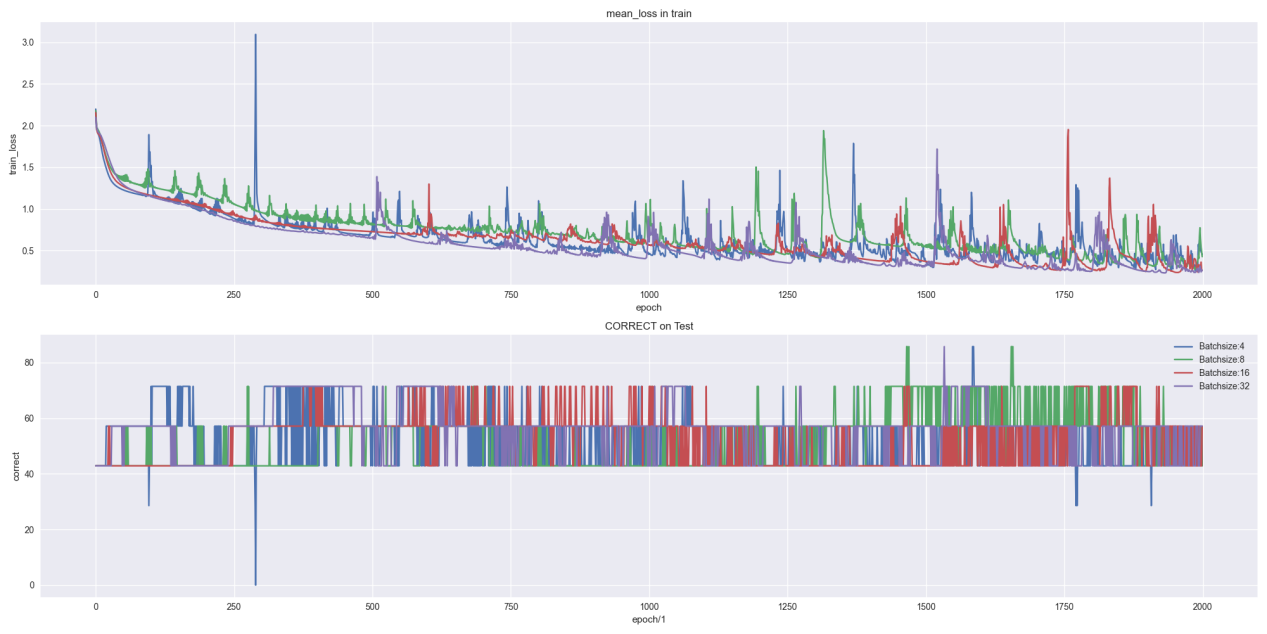 mean_loss in train
3.0
2.5
2.0
1.5
1.0
0.5
train_loss
0 250 500 750 1000 1250 1500 1750 2000
epoch
CORRECT on Test
80
60
40
20
0
correct
Batchsize:4
Batchsize:8
Batchsize:16
Batchsize:32
0 250 500 750 1000 1250 1500 1750 2000
epoch/1